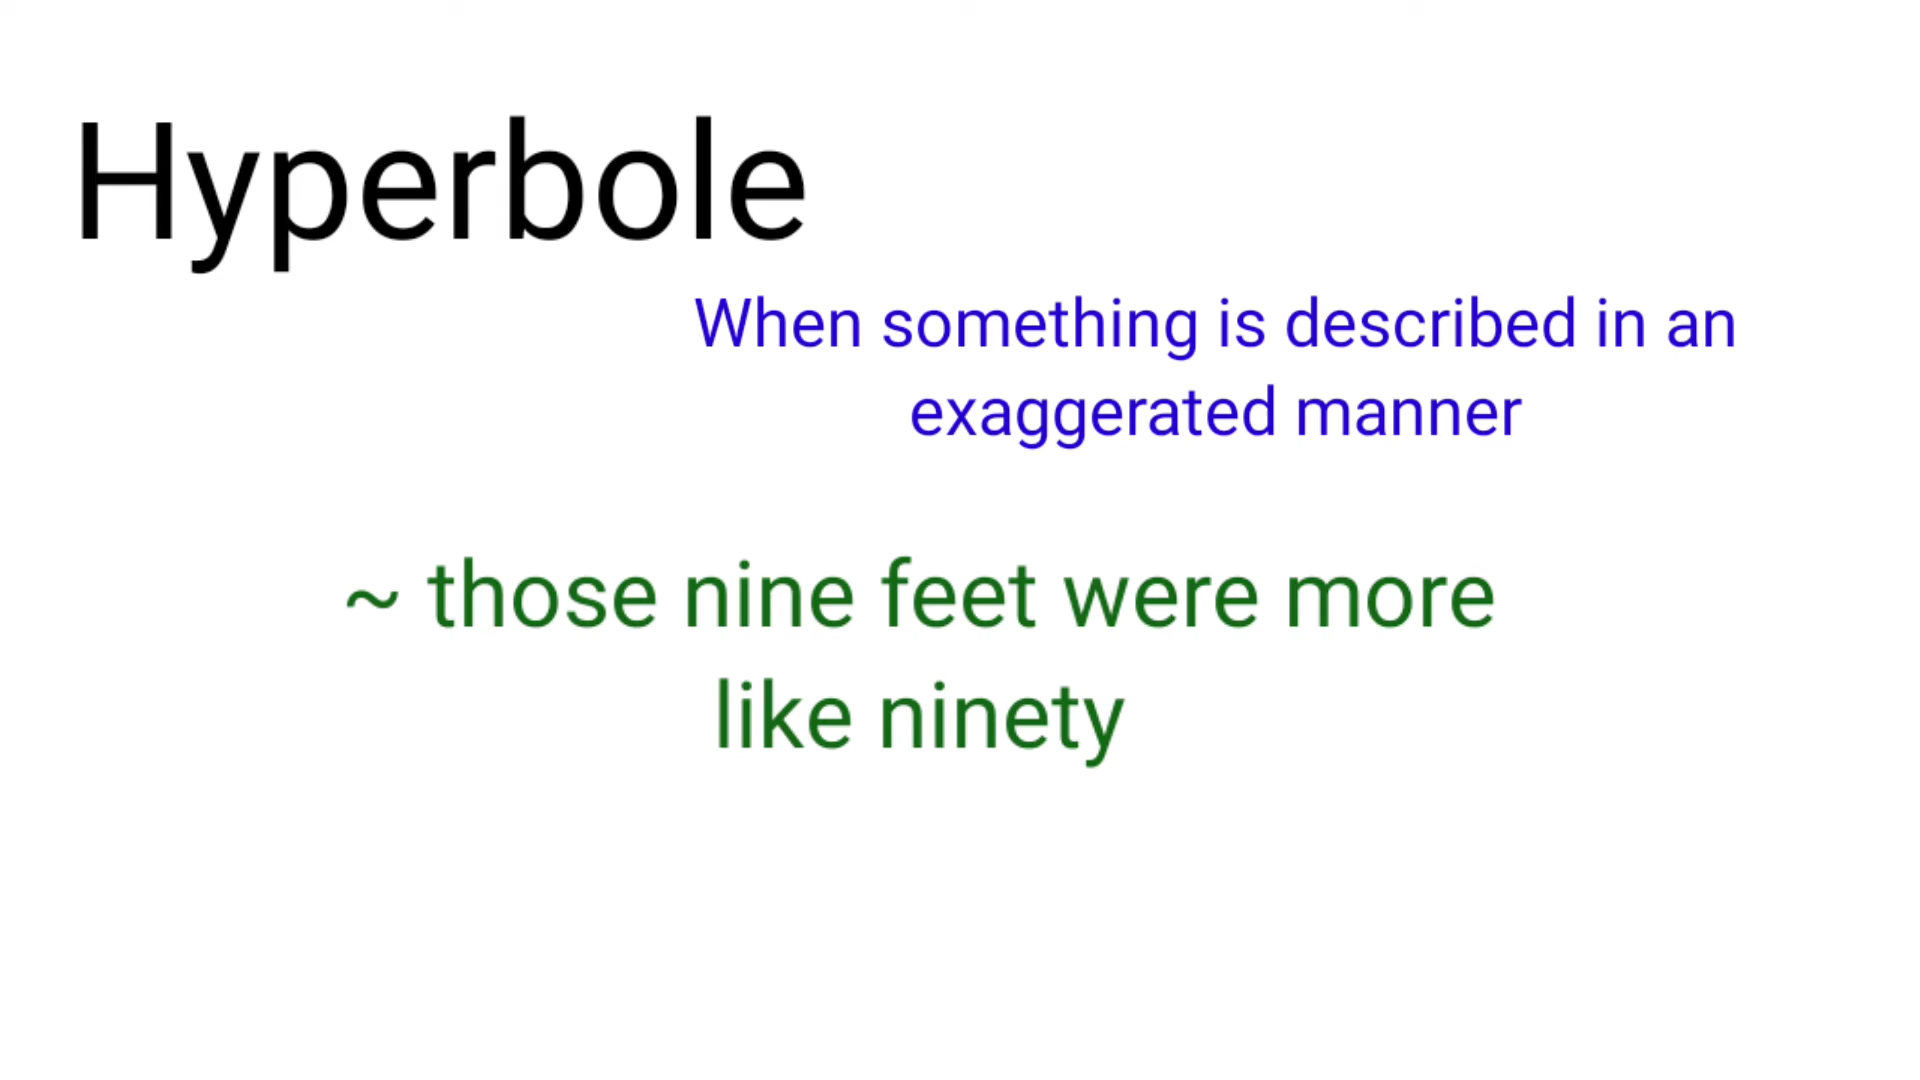 Hyperbole
When something is described in an
exaggerated manner
~ those nine feet were more
like ninety